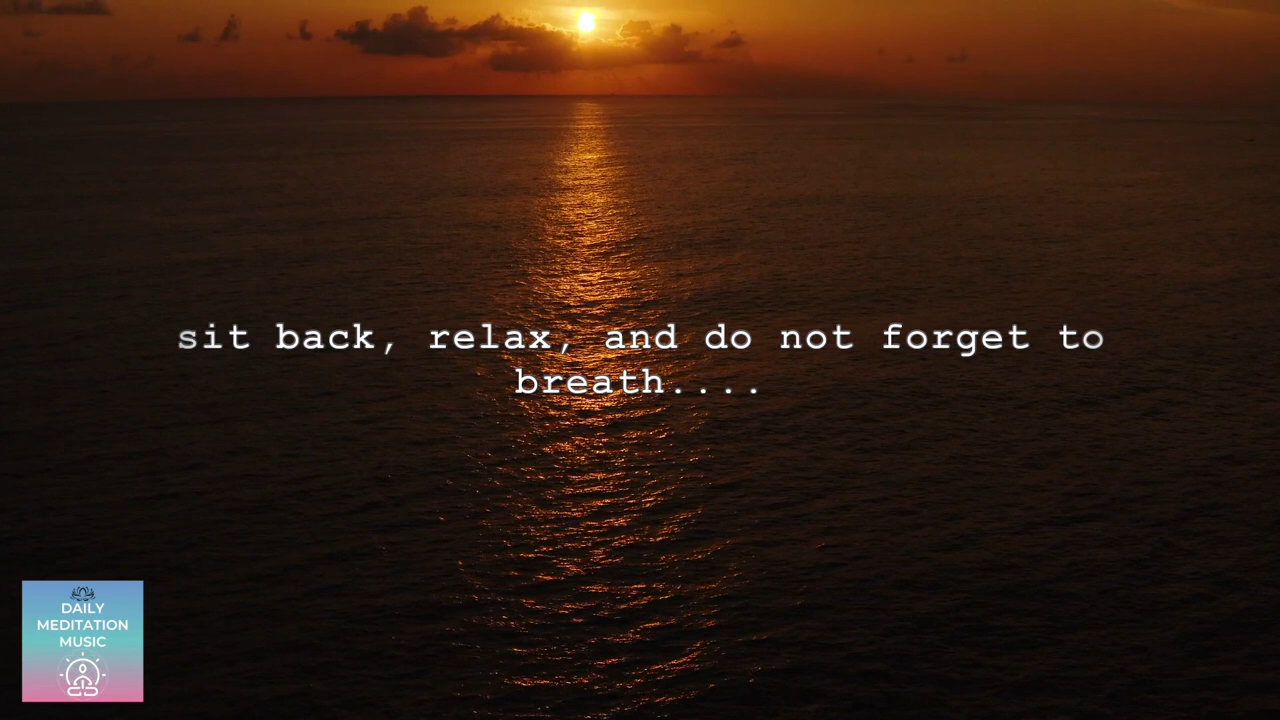 sit back, relax, and do not forget to
breath....
DAILY
MEDITATION
MUSIC